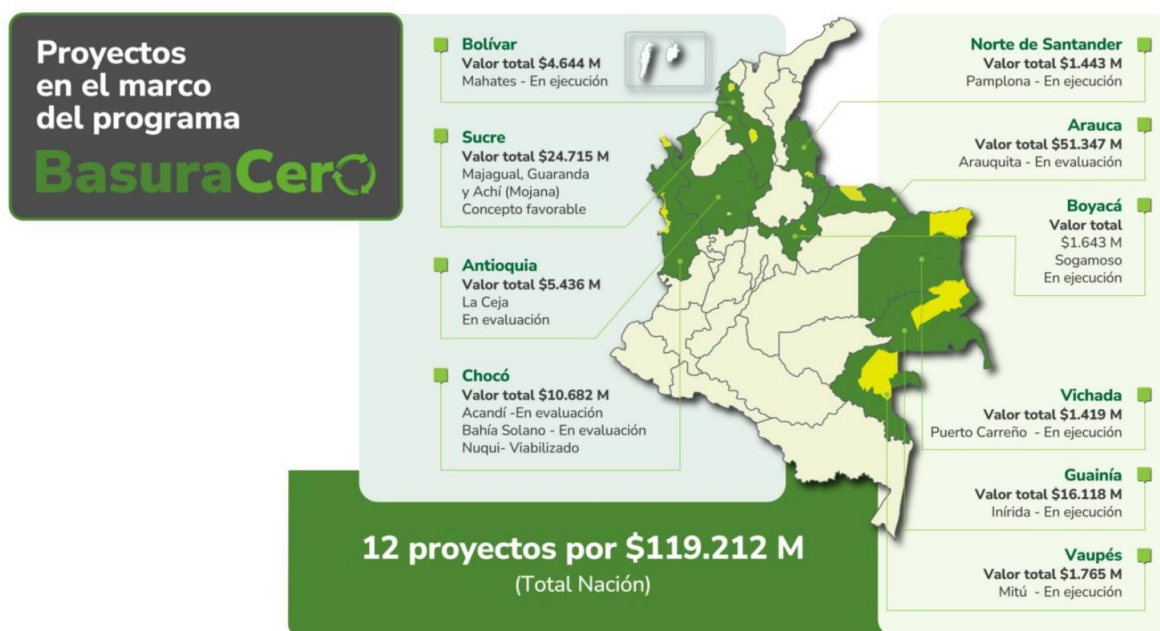 Proyectos
en el marco
del programa
BasuraCero
Bolívar
Valor total $4.644 M
Mahates - En ejecución
Sucre
Valor total $24.715 M
Majagual, Guaranda
y Achí (Mojana)
Concepto favorable
Antioquia
Valor total $5.436 M
La Ceja
En evaluación
Chocó
Valor total $10.682 M
Acandí -En evaluación
Bahía Solano - En evaluación
Nuqui- Viabilizado
Norte de Santander
Valor total $1.443 M
Pamplona - En ejecución
Arauca
Valor total $51.347 M
Arauquita - En evaluación
Boyacá
Valor total
$1.643 M
Sogamoso
En ejecución
Vichada
Valor total $1.419 M
Puerto Carreño - En ejecución
Guainía
Valor total $16.118 M
Inírida - En ejecución
Vaupés
Valor total $1.765 M
Mitú - En ejecución
12 proyectos por $119.212 M
(Total Nación)